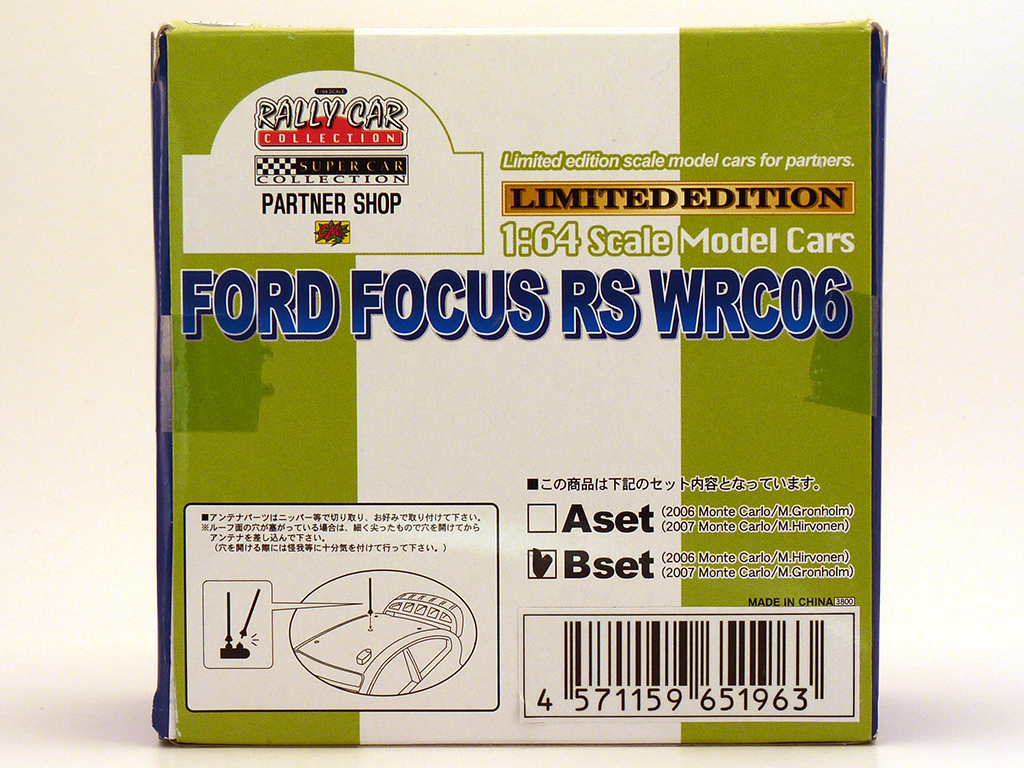 1/64 SCALE
RALLY CAR
COLLECTION
SUPER CAR
COLLECTION
PARTNER SHOP
Limited edition scale model cars for partners.
LIMITED EDITION
1:64 Scale Model Cars
FORD FOCUS RS WRC06
■この商品は下記のセット内容となっています。
Aset (2006 Monte Carlo/M.Gronholm)
(2007 Monte Carlo/M.Hirvonen)
Bset (2006 Monte Carlo/M.Hirvonen)
(2007 Monte Carlo/M.Gronholm)
■アンテナパーツはニッパー等で切り取り、お好みで取り付けて下さい。
※ルーフ面の穴が塞がっている場合は、細く尖ったもので穴を開けてから
アンテナを差し込んで下さい。
(穴を開ける際には怪我等に十分気を付けて行って下さい。)
MADE IN CHINA 3800
4 571159 651963